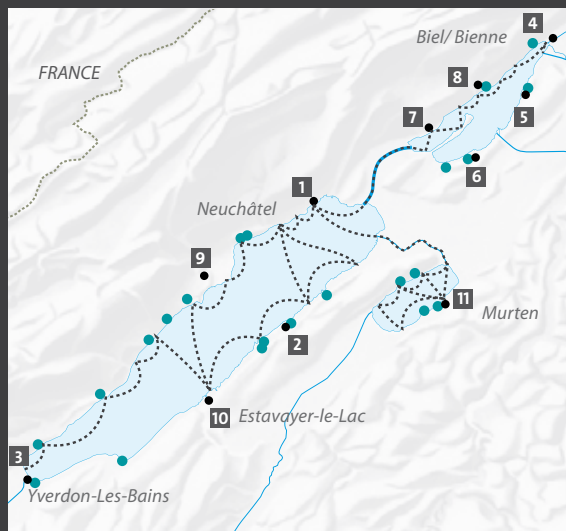 4
Biel/ Bienne
FRANCE
8
5
7
6
1
Neuchâtel
9
11
Murten
2
10
Estavayer-le-Lac
3
Yverdon-Les-Bains